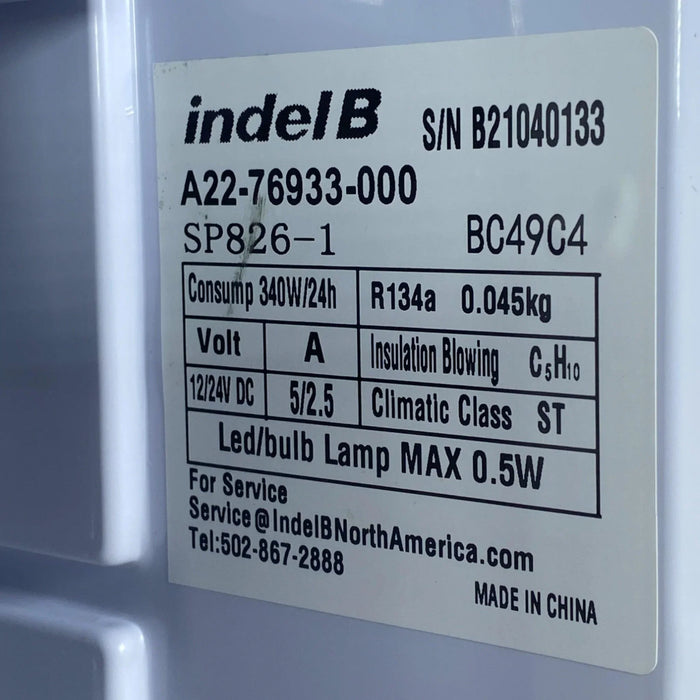 indel B S/N B21040133
A22-76933-000
SP826-1 BC49C4
Consump 340W/24h R134a 0.045kg
Volt A Insulation Blowing C₅H₁₀
12/24V DC 5/2.5 Climatic Class ST
Led/bulb Lamp MAX 0.5W
For Service
Service@IndelBNorthAmerica.com
Tel:502-867-2888
MADE IN CHINA